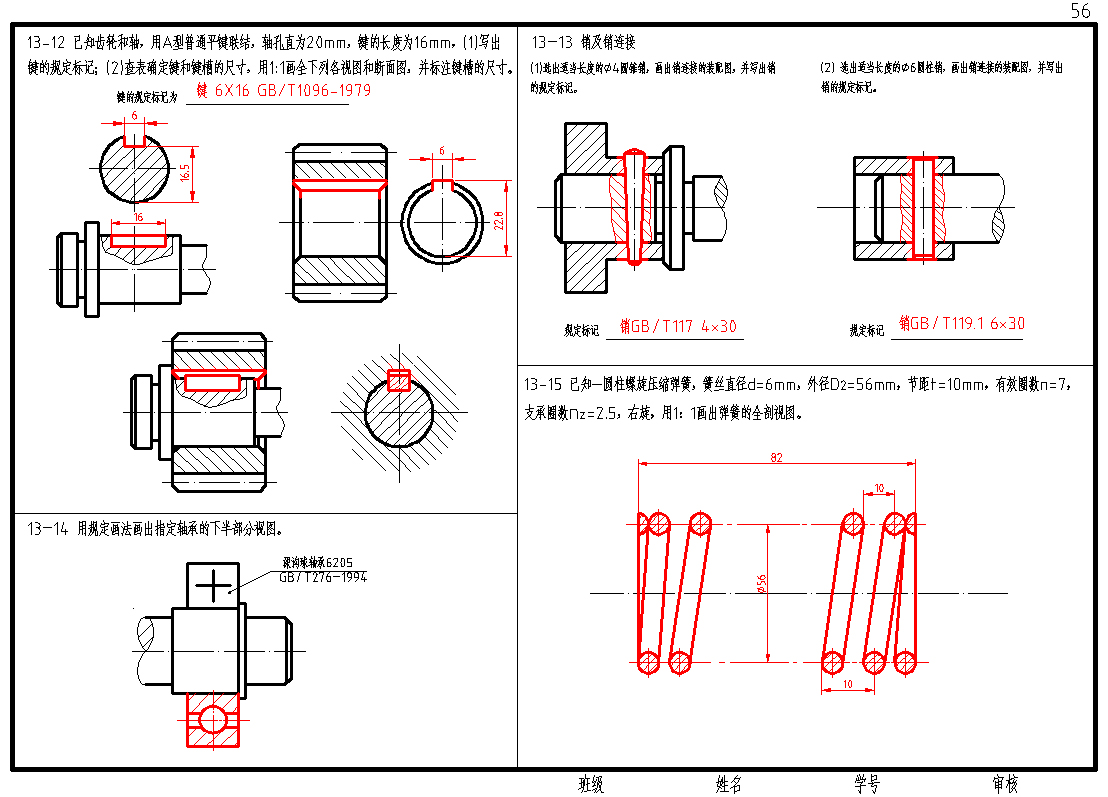 56
13-12 已知齿轮和轴，用A型普通平键联结，轴孔直为20mm，键的长度为16mm，(1)写出
键的规定标记；(2)查表确定键和键槽的尺寸，用1:1画全下列各视图和断面图，并标注键槽的尺寸。
键的规定标记为 键 6X16 GB/T1096-1979
6
16.5
16
6
22.8
13-13 销及销连接
(1)选出适当长度的Φ4圆锥销，画出销连接的装配图，并写出销
的规定标记。
(2) 选出适当长度的Φ6圆柱销，画出销连接的装配图，并写出
销的规定标记。
规定标记 销GB/T117 4×30
规定标记 销GB/T119.1 6×30
13-14 用规定画法画出指定轴承的下半部分视图。
深沟球轴承6205
GB/T276-1994
13-15 已知一圆柱螺旋压缩弹簧，簧丝直径d=6mm，外径D2=56mm，节距t=10mm，有效圈数n=7，
支承圈数n2=2.5，右旋，用1：1画出弹簧的全剖视图。
82
10
φ56
10
班级 姓名 学号 审核